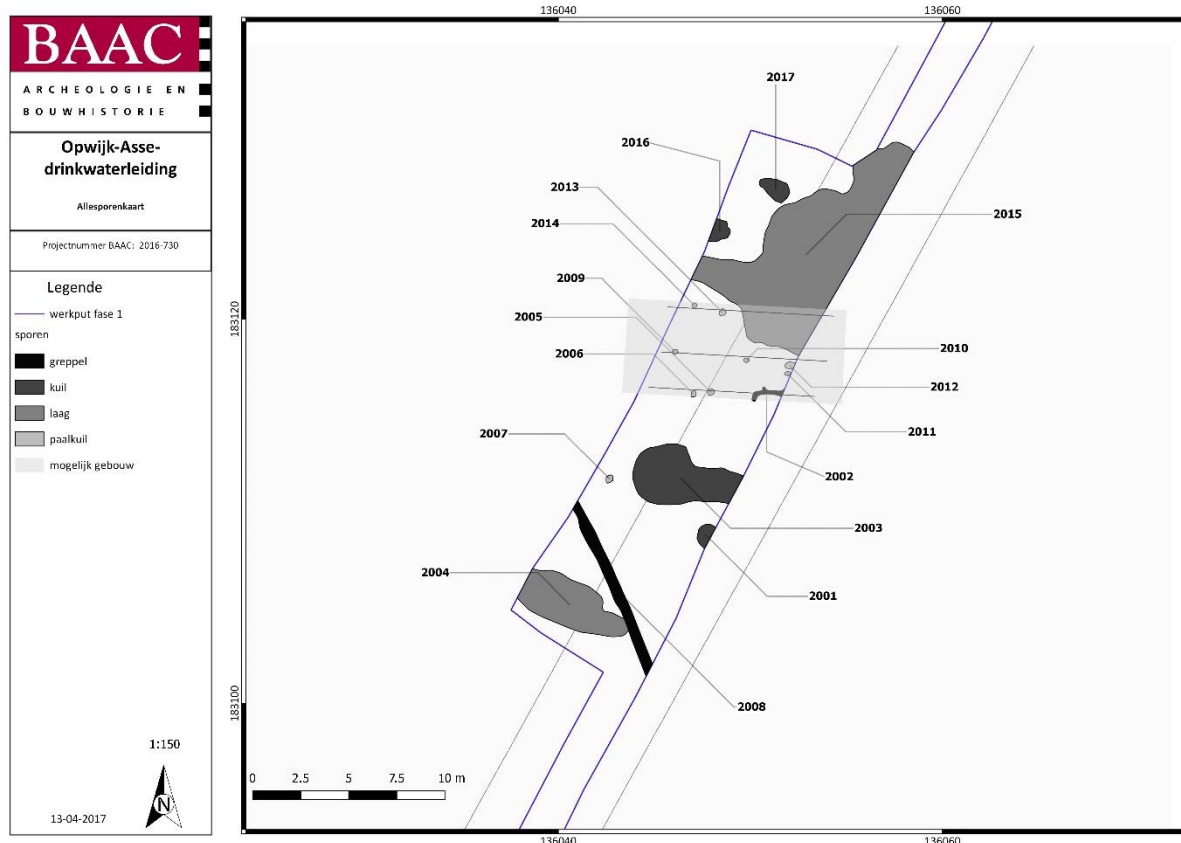 BAAC
ARCHEOLOGIE EN
BOUWHISTORIE
Opwijk-Asse-
drinkwaterleiding
Allesporenkaart
Projectnummer BAAC: 2016-730
Legende
werkput fase 1
sporen
greppel
kuil
laag
paalkuil
mogelijk gebouw
1:150
N
13-04-2017
136040
136060
2017
2016
2013
2014
2015
2009
183120
2005
2006
2010
2012
2011
2007
2002
2003
2004
2001
2008
183100
0 2.5 5 7.5 10 m
136040
136060